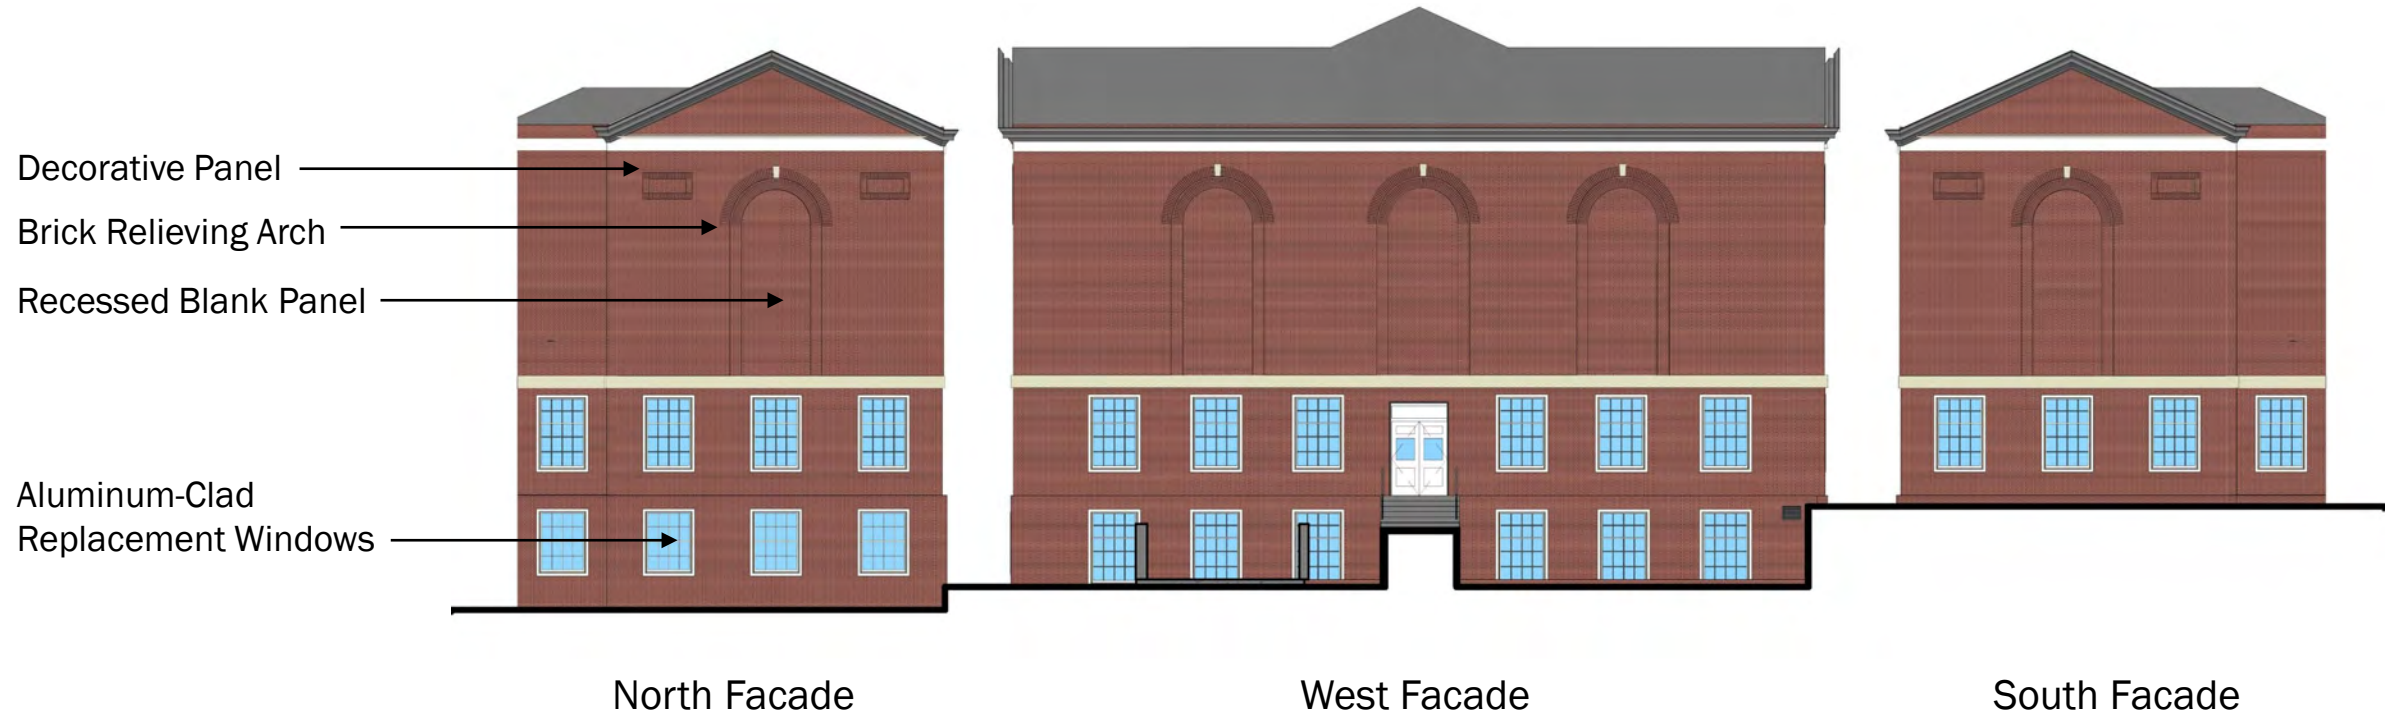 Decorative Panel
Brick Relieving Arch
Recessed Blank Panel
Aluminum-Clad
Replacement Windows
North Facade
West Facade
South Facade